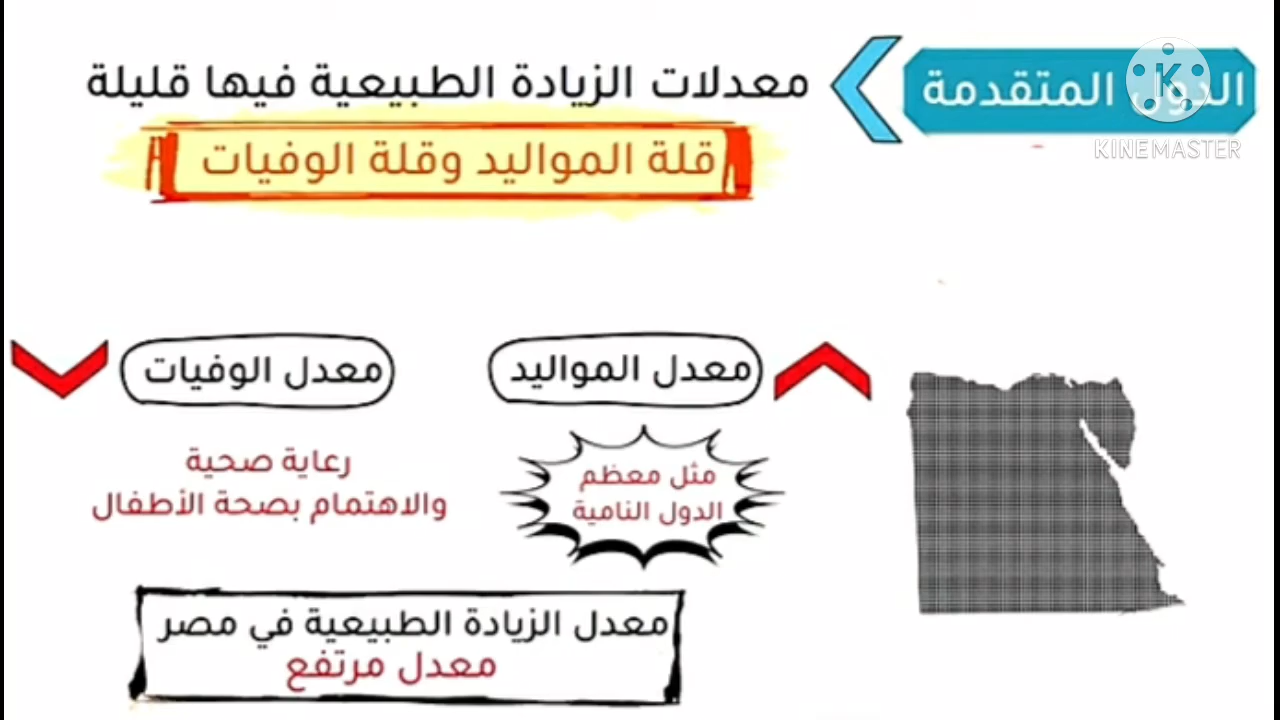 الدول المتقدمة
معدلات الزيادة الطبيعية فيها قليلة
قلة المواليد وقلة الوفيات
KINEMASTER
معدل المواليد
معدل الوفيات
مثل معظم
الدول النامية
رعاية صحية
والاهتمام بصحة الأطفال
معدل الزيادة الطبيعية في مصر
معدل مرتفع